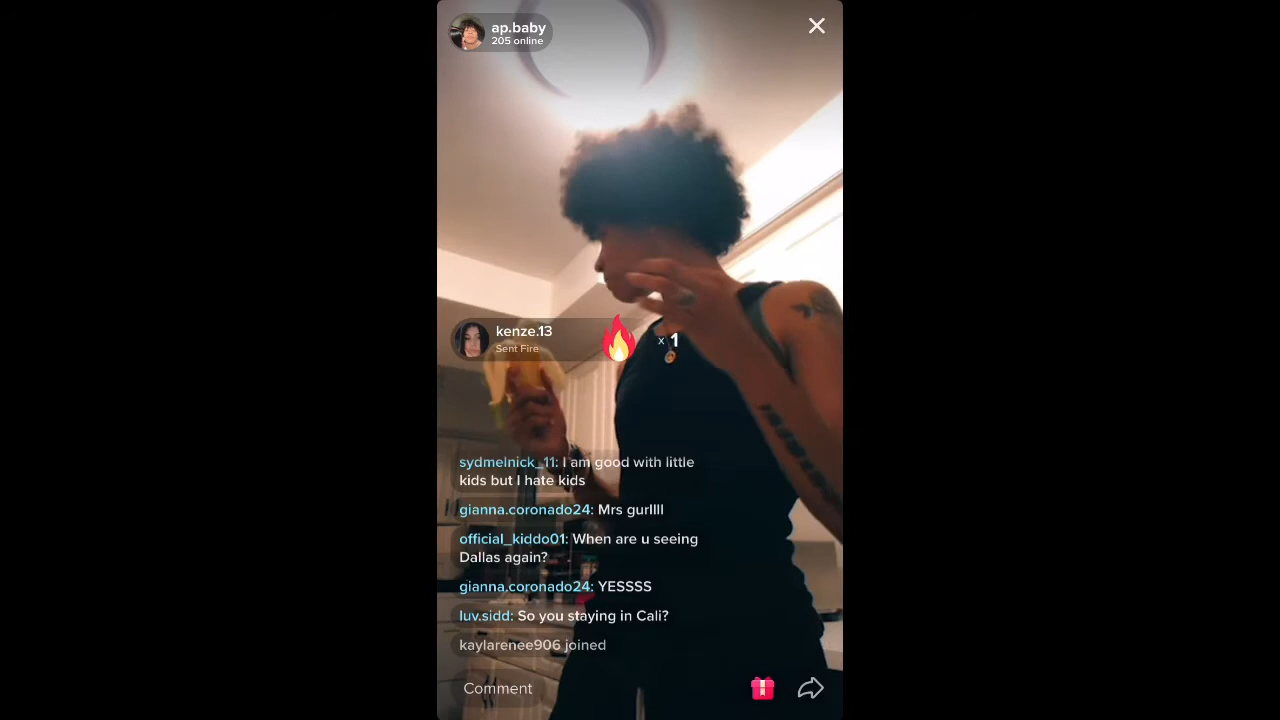 ap.baby
205 online
kenze.13
Sent Fire
x 1
sydmelnick_11: I am good with little
kids but I hate kids
gianna.coronado24: Mrs gurllll
official_kiddo01: When are u seeing
Dallas again?
gianna.coronado24: YESSSS
luv.sidd: So you staying in Cali?
kaylarenee906 joined
Comment